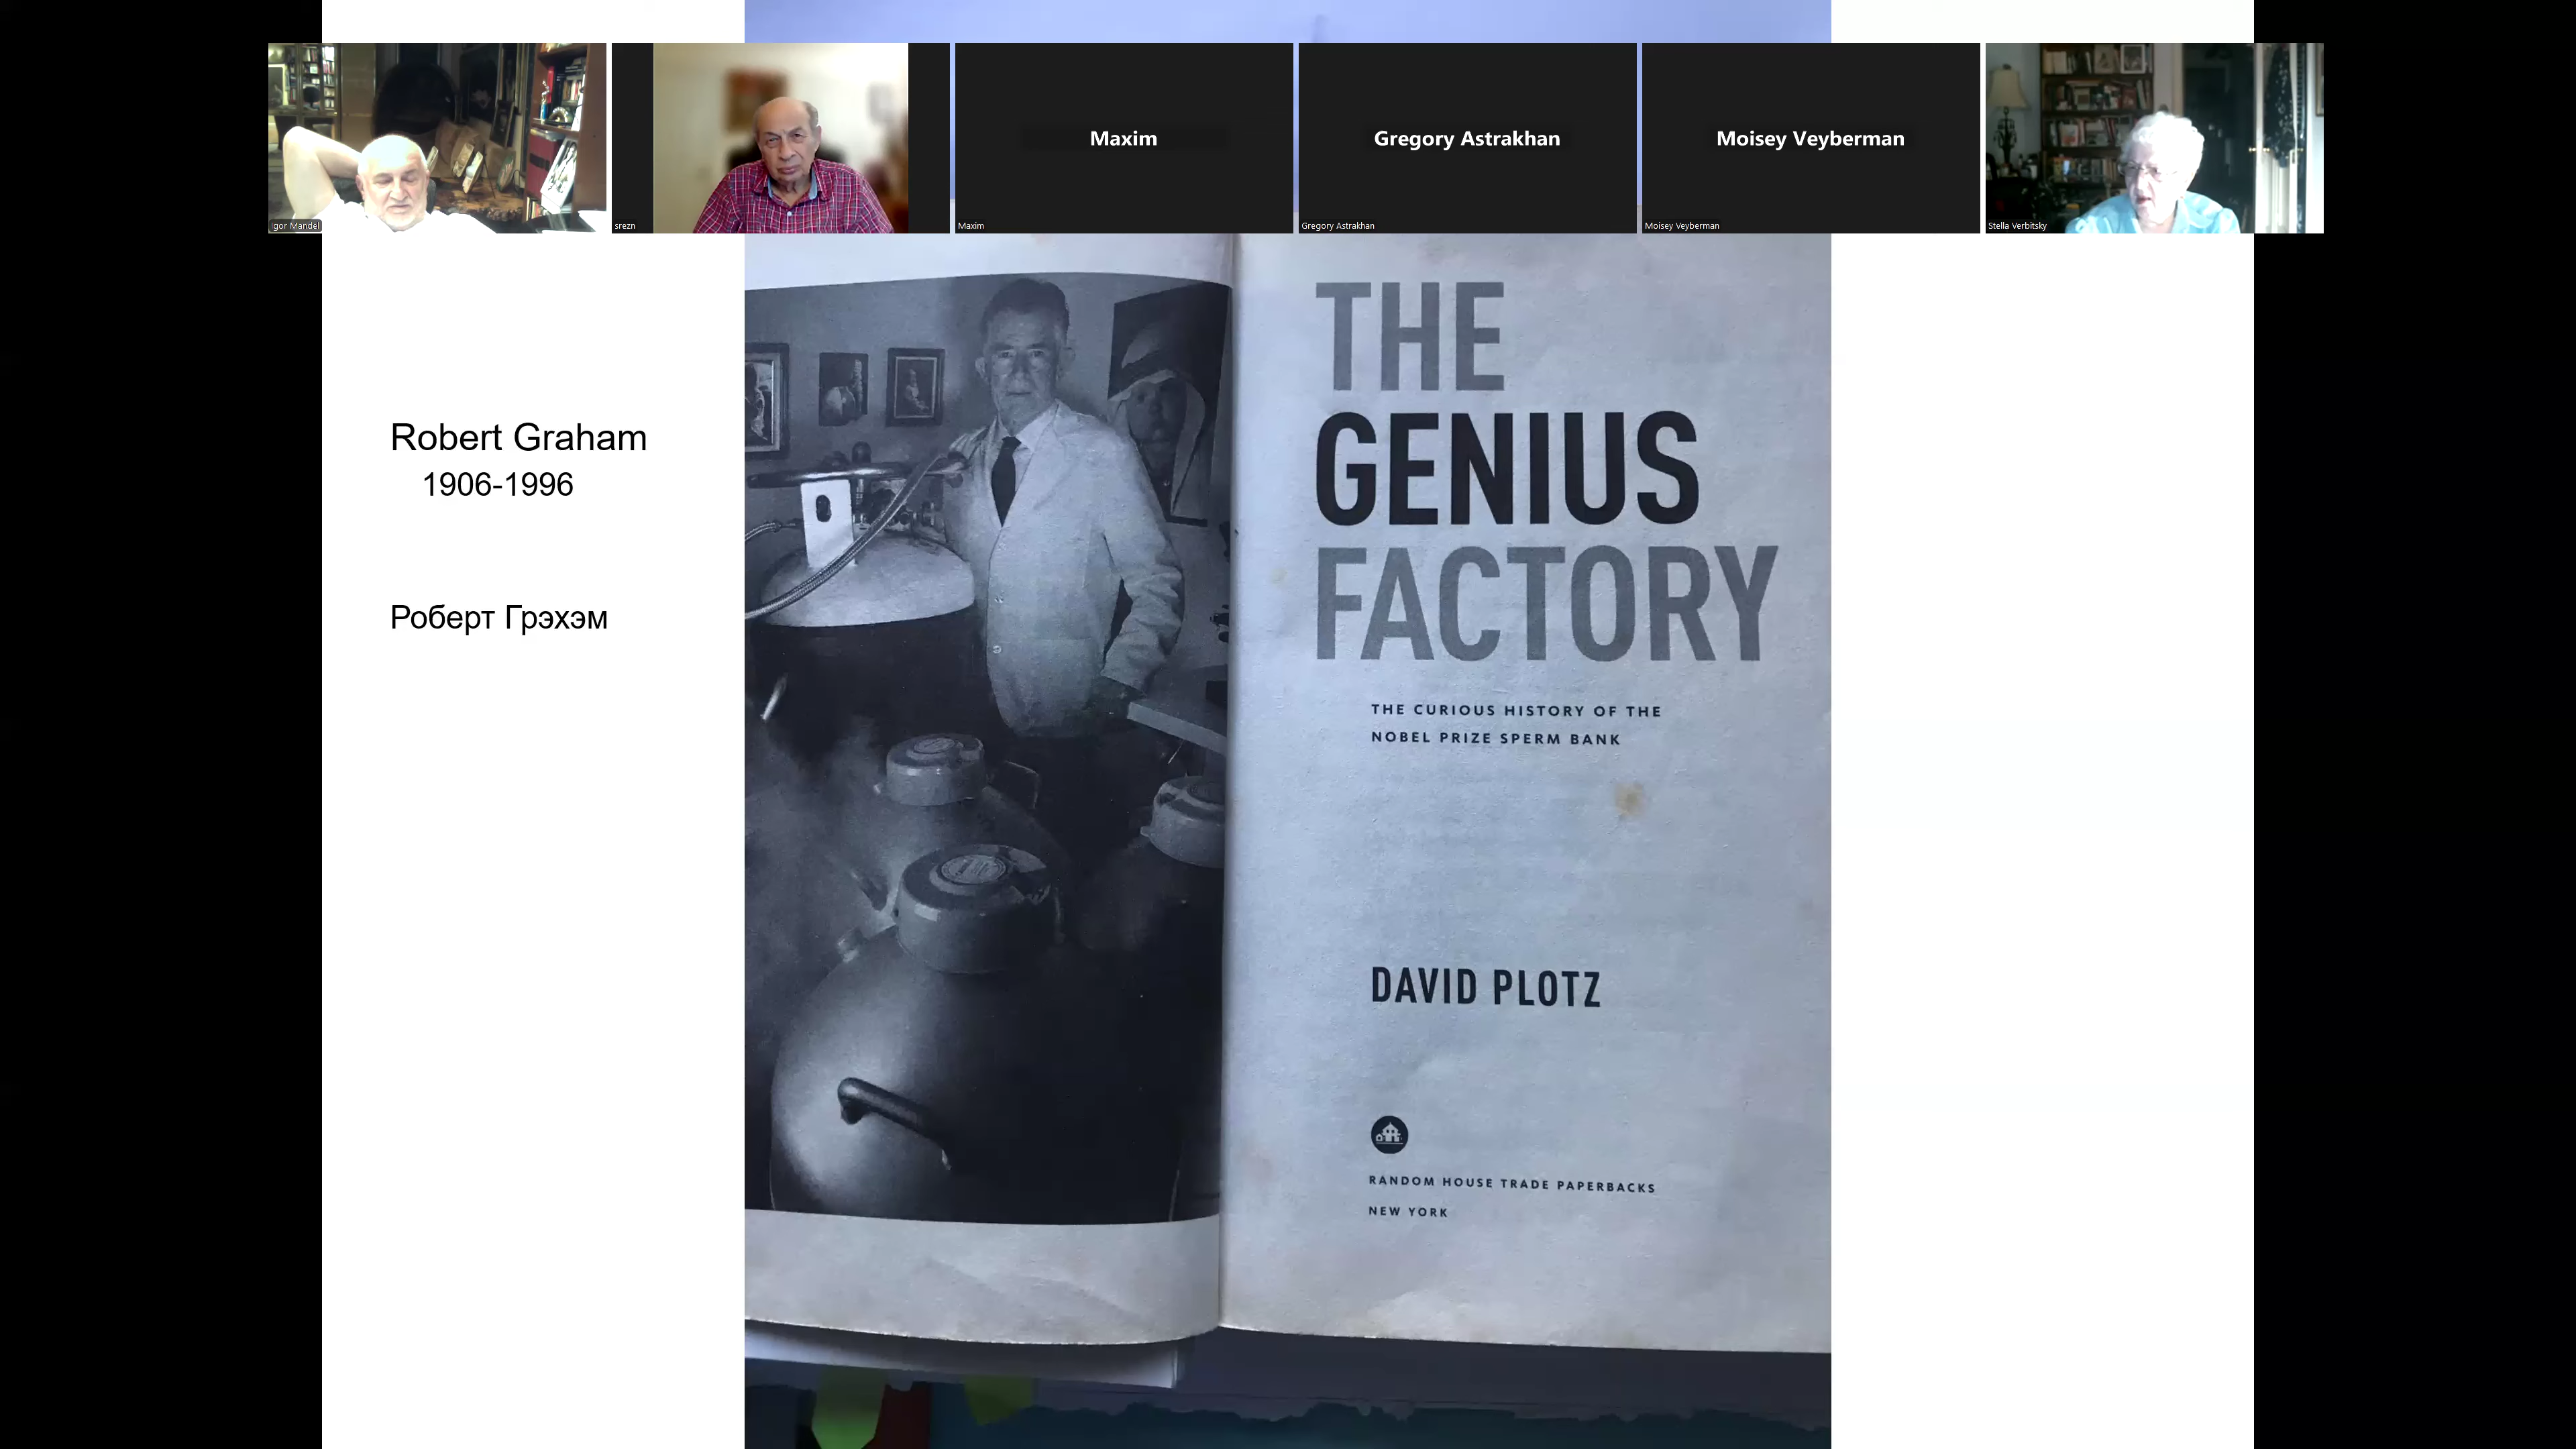 Maxim
Gregory Astrakhan
Moisey Veyberman
Igor Mandel
srezn
Maxim
Gregory Astrakhan
Moisey Veyberman
Stella Verbitsky
Robert Graham
1906-1996
Роберт Грэхэм
THE
GENIUS
FACTORY
THE CURIOUS HISTORY OF THE
NOBEL PRIZE SPERM BANK
DAVID PLOTZ
RANDOM HOUSE TRADE PAPERBACKS
NEW YORK